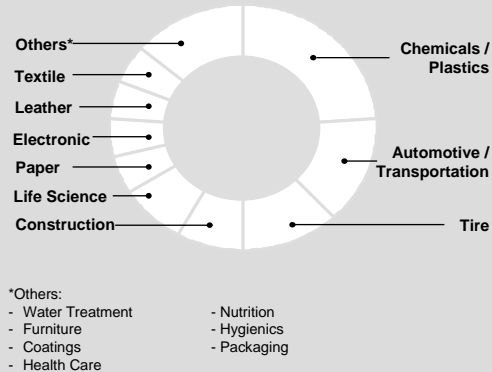 Others*
Textile
Leather
Electronic
Paper
Life Science
Construction
Chemicals /
Plastics
Automotive /
Transportation
Tire
*Others:
- Water Treatment
- Furniture
- Coatings
- Health Care
- Nutrition
- Hygienics
- Packaging